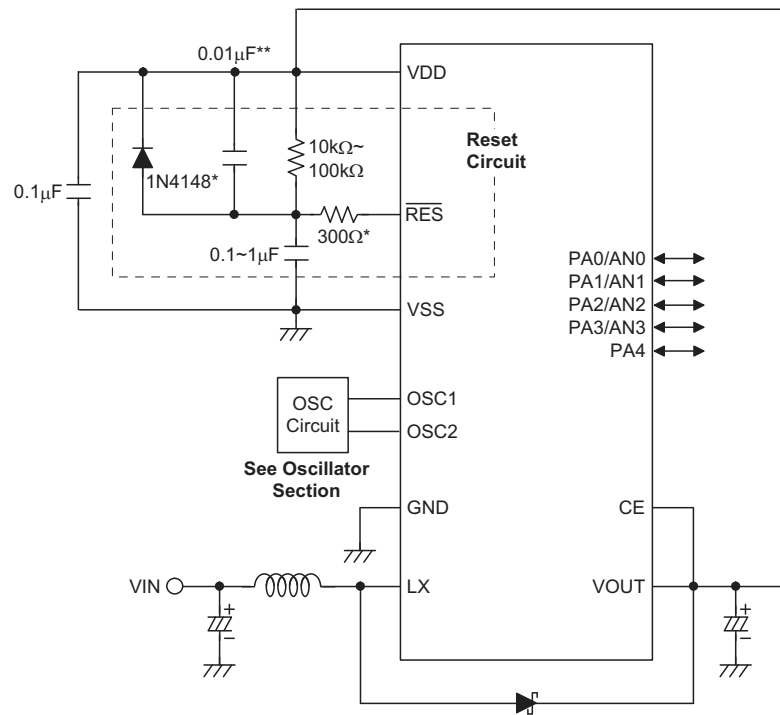 0.01μF**
VDD
Reset
Circuit
10kΩ~
100kΩ
1N4148*
0.1μF
RES
300Ω*
0.1~1μF
VSS
PA0/AN0
PA1/AN1
PA2/AN2
PA3/AN3
PA4
OSC
Circuit
OSC1
OSC2
See Oscillator
Section
GND
CE
VIN
LX
VOUT
+
−
+
−